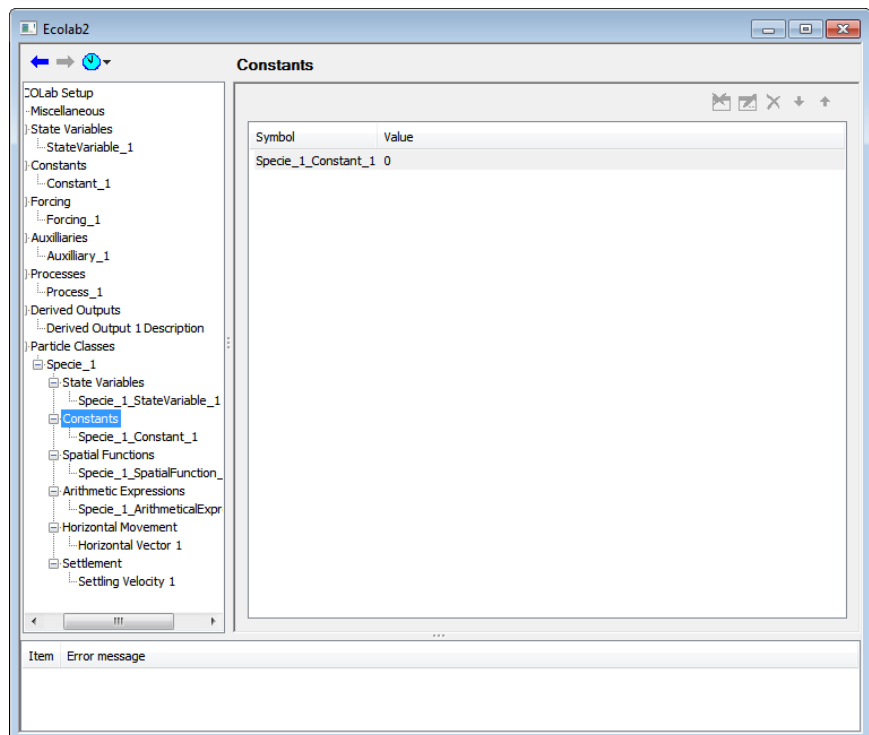 Ecolab2
Constants
COLab Setup
Miscellaneous
State Variables
StateVariable_1
Constants
Constant_1
Forcing
Forcing_1
Auxilliaries
Auxilliary_1
Processes
Process_1
Derived Outputs
Derived Output 1 Description
Particle Classes
Specie_1
State Variables
Specie_1_StateVariable_1
Constants
Specie_1_Constant_1
Spatial Functions
Specie_1_SpatialFunction_
Arithmetic Expressions
Specie_1_ArithmeticalExpr
Horizontal Movement
Horizontal Vector 1
Settlement
Settling Velocity 1
Symbol Value
Specie_1_Constant_1 0
Item Error message